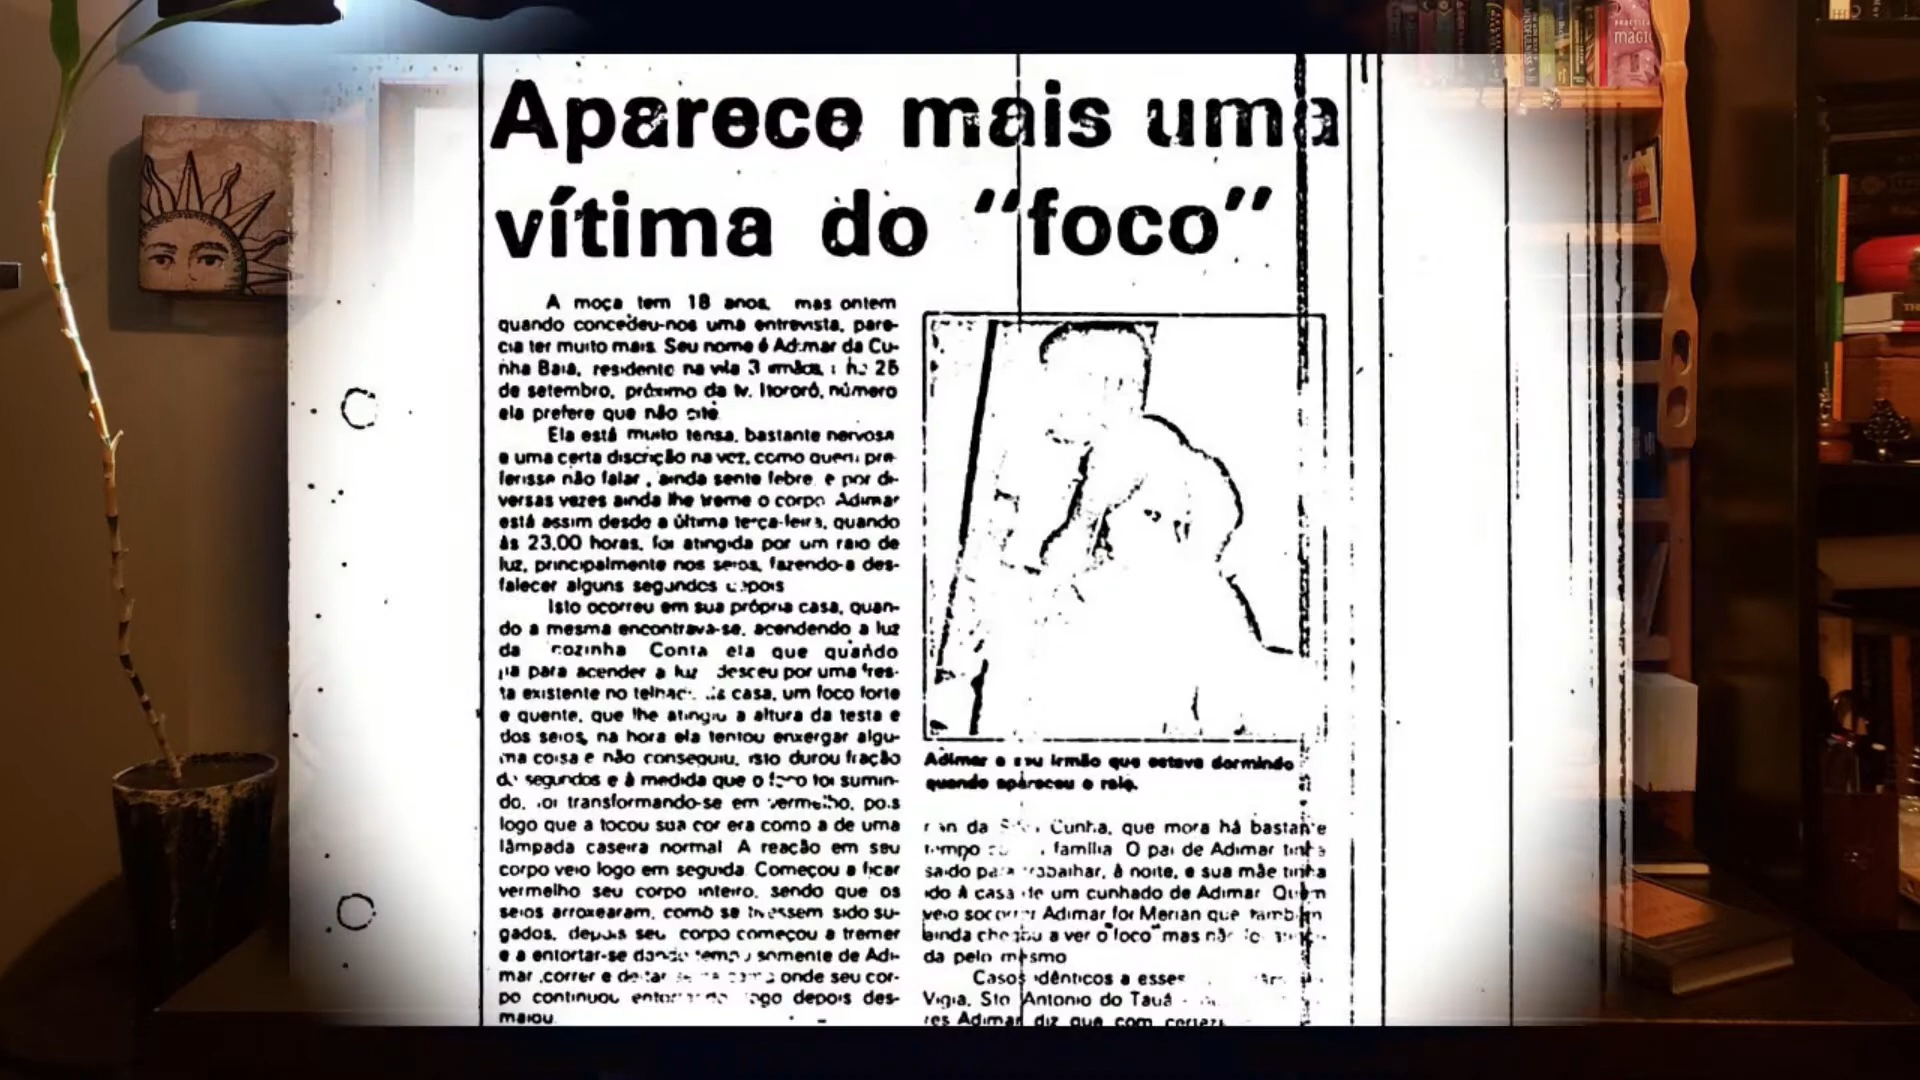 Aparece mais uma
vítima do “foco”
A moça tem 18 anos, mas ontem
quando concedeu-nos uma entrevista, pare-
cia ter muito mais. Seu nome é Adimar da Cu-
nha Baia, residente na vila 3 irmãos, 25
de setembro, próximo da tv. Itororó, número
ela prefere que não cite.
Ela está muito tensa, bastante nervosa
e uma certa discrição na voz, como quem pre-
ferisse não falar, ainda sente febre e por di-
versas vezes ainda lhe treme o corpo. Adimar
está assim desde a última terça-feira, quando
às 23.00 horas, foi atingida por um raio de
luz, principalmente nos seios, fazendo-a des-
falecer alguns segundos depois
Isto ocorreu em sua própria casa, quan-
do a mesma encontrava-se, acendendo a luz
da cozinha Conta ela que quando
ia para acender a luz desceu por uma fres-
ta existente no telhado da casa, um foco forte
e quente, que lhe atingiu a altura da testa e
dos seios, na hora ela tentou enxergar algu-
ma coisa e não conseguiu, isto durou fração
de segundos e à medida que o foco foi sumin-
do, foi transformando-se em vermelho, pois
logo que a tocou sua cor era como a de uma
lâmpada caseira normal. A reação em seu
corpo veio logo em seguida. Começou a ficar
vermelho seu corpo inteiro, sendo que os
seios arroxearam, como se tivessem sido su-
gados, depois seu corpo começou a tremer
e a entortar-se dando tempo somente de Adi-
mar correr e deitar onde seu cor-
po continuou logo depois des-
maiou.
Adimar e seu irmão que estava dormindo
quando apareceu o raio.
da Cunha, que mora há bastante
tempo família. O pai de Adimar tinha
saído para trabalhar, à noite, e sua mãe tinha
ido à casa de um cunhado de Adimar. Quem
veio socorrer Adimar foi Merian que também
ainda chegou a ver o "foco" mas não
da pelo mesmo
Casos idênticos a esses
Vigia, Sto Antonio do Tauá
Adimar diz que com certeza
MAGIC